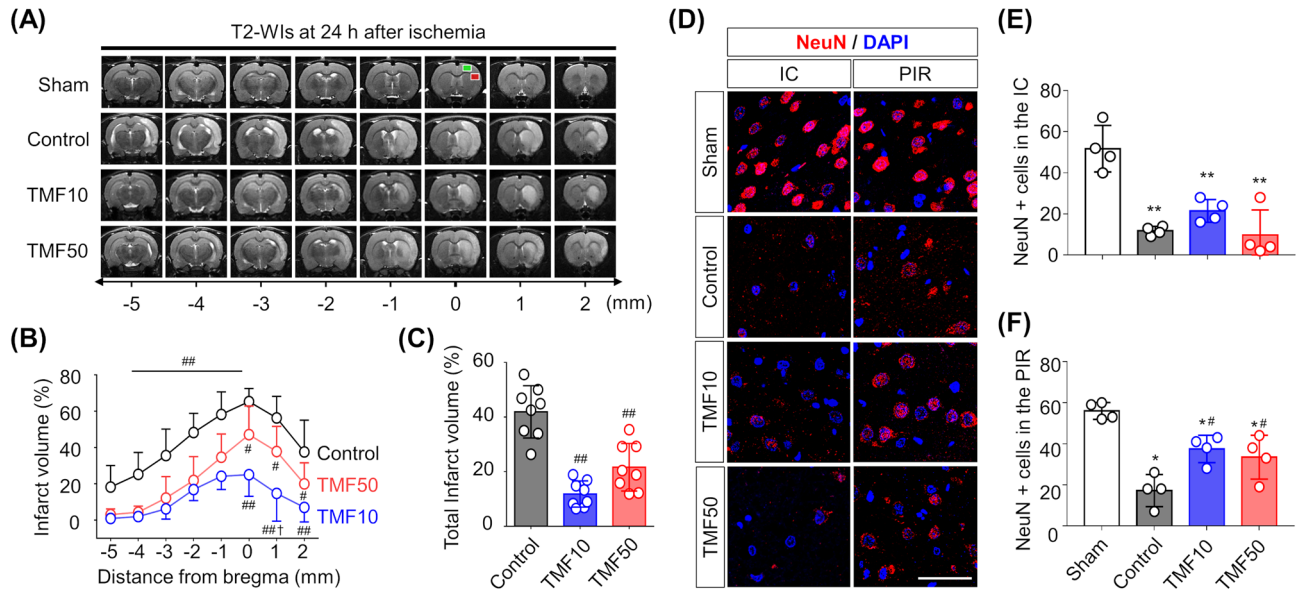 (A)
T2-WIs at 24 h after ischemia
Sham
Control
TMF10
TMF50
-5 -4 -3 -2 -1 0 1 2 (mm)
(B)
##
Infarct volume (%)
80
60
40
20
0
Control
TMF50
TMF10
# # #
## ##† ##
-5 -4 -3 -2 -1 0 1 2
Distance from bregma (mm)
(C)
Total Infarct volume (%)
60
40
20
0
##
##
Control TMF10 TMF50
(D)
NeuN / DAPI
IC PIR
Sham
Control
TMF10
TMF50
(E)
NeuN + cells in the IC
80
60
40
20
0
** ** **
(F)
NeuN + cells in the PIR
80
60
40
20
0
* *# *#
Sham Control TMF10 TMF50